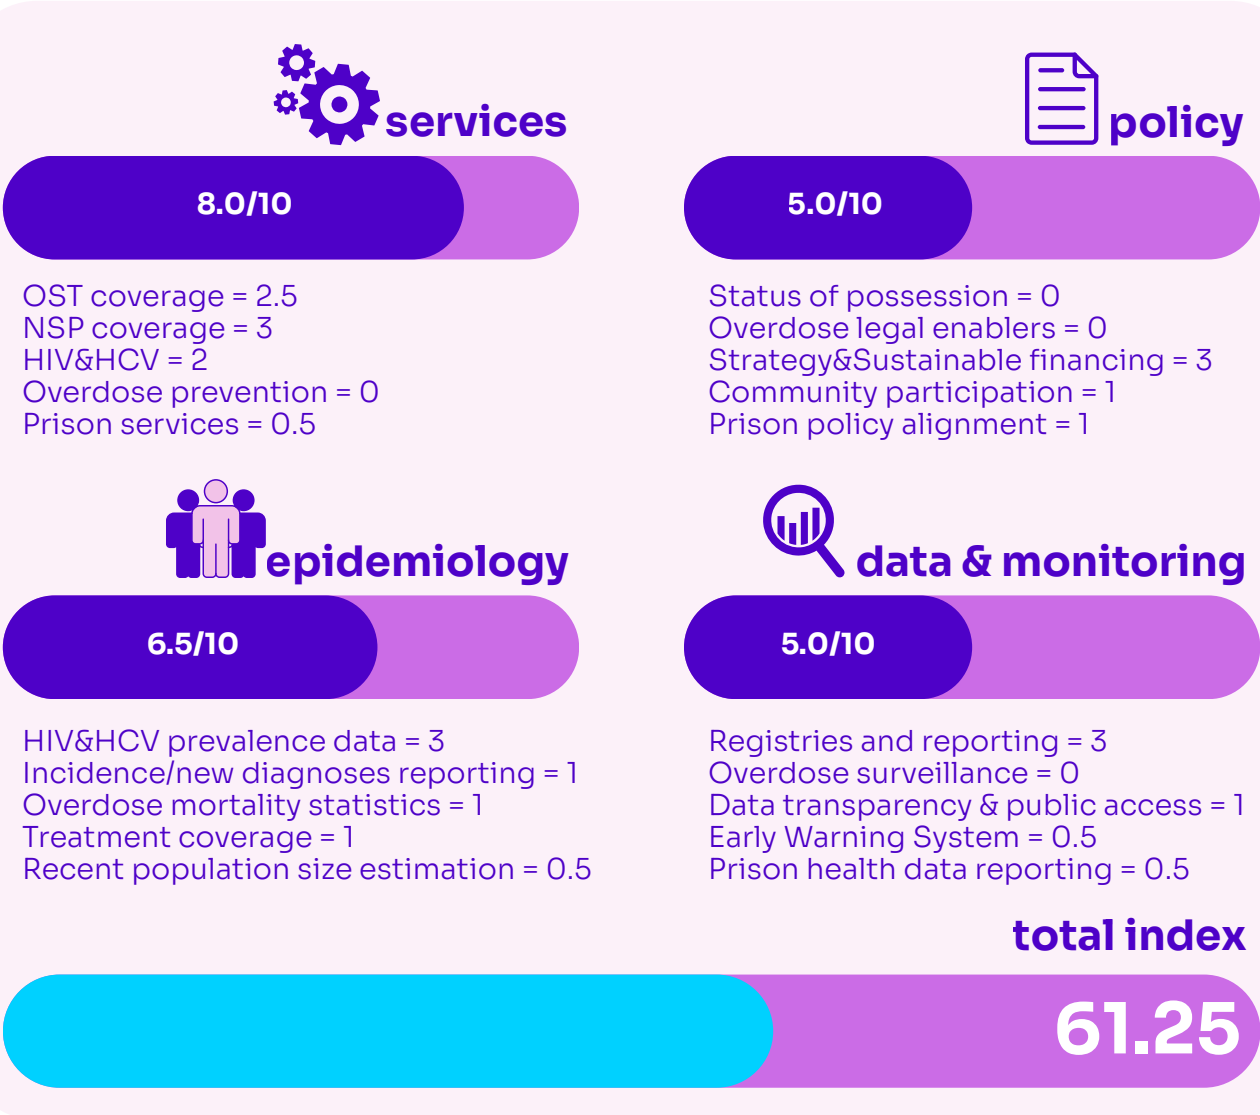 services
8.0/10
OST coverage = 2.5
NSP coverage = 3
HIV&HCV = 2
Overdose prevention = 0
Prison services = 0.5
policy
5.0/10
Status of possession = 0
Overdose legal enablers = 0
Strategy&Sustainable financing = 3
Community participation = 1
Prison policy alignment = 1
epidemiology
6.5/10
HIV&HCV prevalence data = 3
Incidence/new diagnoses reporting = 1
Overdose mortality statistics = 1
Treatment coverage = 1
Recent population size estimation = 0.5
data & monitoring
5.0/10
Registries and reporting = 3
Overdose surveillance = 0
Data transparency & public access = 1
Early Warning System = 0.5
Prison health data reporting = 0.5
total index
61.25